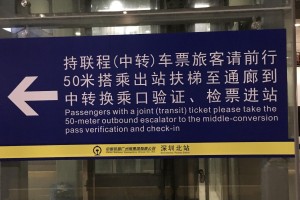 持联程(中转)车票旅客请前行
50米搭乘出站扶梯至通廊到
中转换乘口验证、检票进站
Passengers with a joint (transit) ticket please take the
50-meter outbound escalator to the middle-conversion
pass verification and check-in
深圳北站